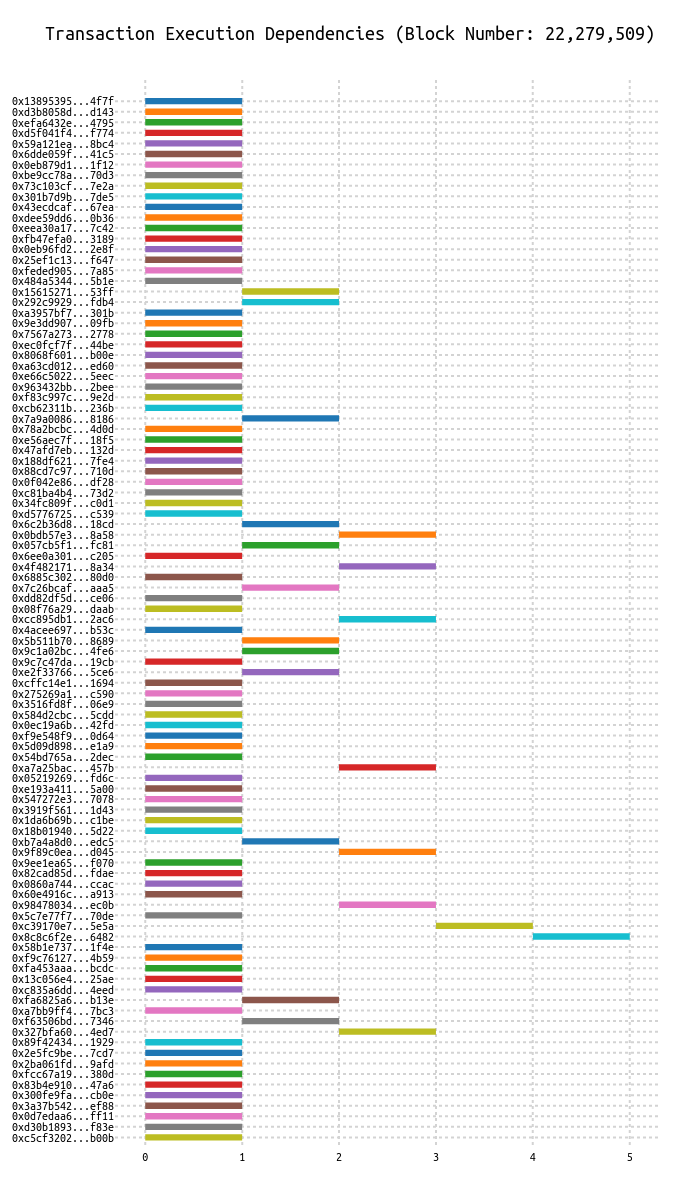 Transaction Execution Dependencies (Block Number: 22,279,509)
0x13895395...4f7f
0xd3b8058d...d143
0xefa6432e...4795
0xd5f041f4...f774
0x59a121ea...8bc4
0x6dde059f...41c5
0x0eb879d1...1f12
0xbe9cc78a...70d3
0x73c103cf...7e2a
0x301b7d9b...7de5
0x43ecdcaf...67ea
0xdee59dd6...0b36
0xeea30a17...7c42
0xfb47efa0...3189
0x0eb96fd2...2e8f
0x25ef1c13...f647
0xfeded905...7a85
0x484a5344...5b1e
0x15615271...53ff
0x292c9929...fdb4
0xa3957bf7...301b
0x9e3dd907...09fb
0x7567a273...2778
0xec0fcf7f...44be
0x8068f601...b00e
0xa63cd012...ed60
0xe66c5022...5eec
0x963432bb...2bee
0xf83c997c...9e2d
0xcb62311b...236b
0x7a9a0086...8186
0x78a2bcbc...4d0d
0xe56aec7f...18f5
0x47afd7eb...132d
0x188df621...7fe4
0x88cd7c97...710d
0x0f042e86...df28
0xc81ba4b4...73d2
0x34fc809f...c0d1
0xd5776725...c539
0x6c2b36d8...18cd
0x0bdb57e3...8a58
0x057cb5f1...fc81
0x6ee0a301...c205
0x4f482171...8a34
0x6885c302...80d0
0x7c26bcaf...aaa5
0xdd82df5d...ce06
0x08f76a29...daab
0xcc895db1...2ac6
0x4acee697...b53c
0x5b511b70...8689
0x9c1a02bc...4fe6
0x9c7c47da...19cb
0xe2f33766...5ce6
0xcffc14e1...1694
0x275269a1...c590
0x3516fd8f...06e9
0x584d2cbc...5cdd
0x0ec19a6b...42fd
0xf9e548f9...0d64
0x5d09d898...e1a9
0x54bd765a...2dec
0xa7a25bac...457b
0x05219269...fd6c
0xe193a411...5a00
0x547272e3...7078
0x3919f561...1d43
0x1da6b69b...c1be
0x18b01940...5d22
0xb7a4a8d0...edc5
0x9f89c0ea...d045
0x9ee1ea65...f070
0x82cad85d...fdae
0x0860a744...ccac
0x60e4916c...a913
0x98478034...ec0b
0x5c7e77f7...70de
0xc39170e7...5e5a
0x8c8c6f2e...6482
0x58b1e737...1f4e
0xf9c76127...4b59
0xfa453aaa...bcdc
0x13c056e4...25ae
0xc835a6dd...4eed
0xfa6825a6...b13e
0xa7bb9ff4...7bc3
0xf63506bd...7346
0x327bfa60...4ed7
0x89f42434...1929
0x2e5fc9be...7cd7
0x2ba061fd...9afd
0xfcc67a19...380d
0x83b4e910...47a6
0x300fe9fa...cb0e
0x3a37b542...ef88
0x0d7edaa6...ff11
0xd30b1893...f83e
0xc5cf3202...b00b
0 1 2 3 4 5